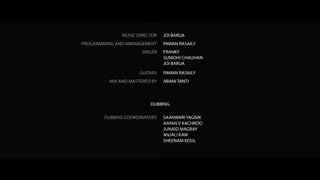 MUSIC DIRECTOR JOI BARUA
PROGRAMMING AND ARRANGEMENT PAWAN RASAILY
SINGER FRANKY
SUNIDHI CHAUHAN
JOI BARUA
GUITARS PAWAN RASAILY
MIX AND MASTERED BY ABANI TANTI
DUBBING
DUBBING COORDINATORS SAANWARI YAGNIK
AAYAN V KACHROO
JUNAID MAGRAY
ANJALI KAW
SHEENAM KOUL